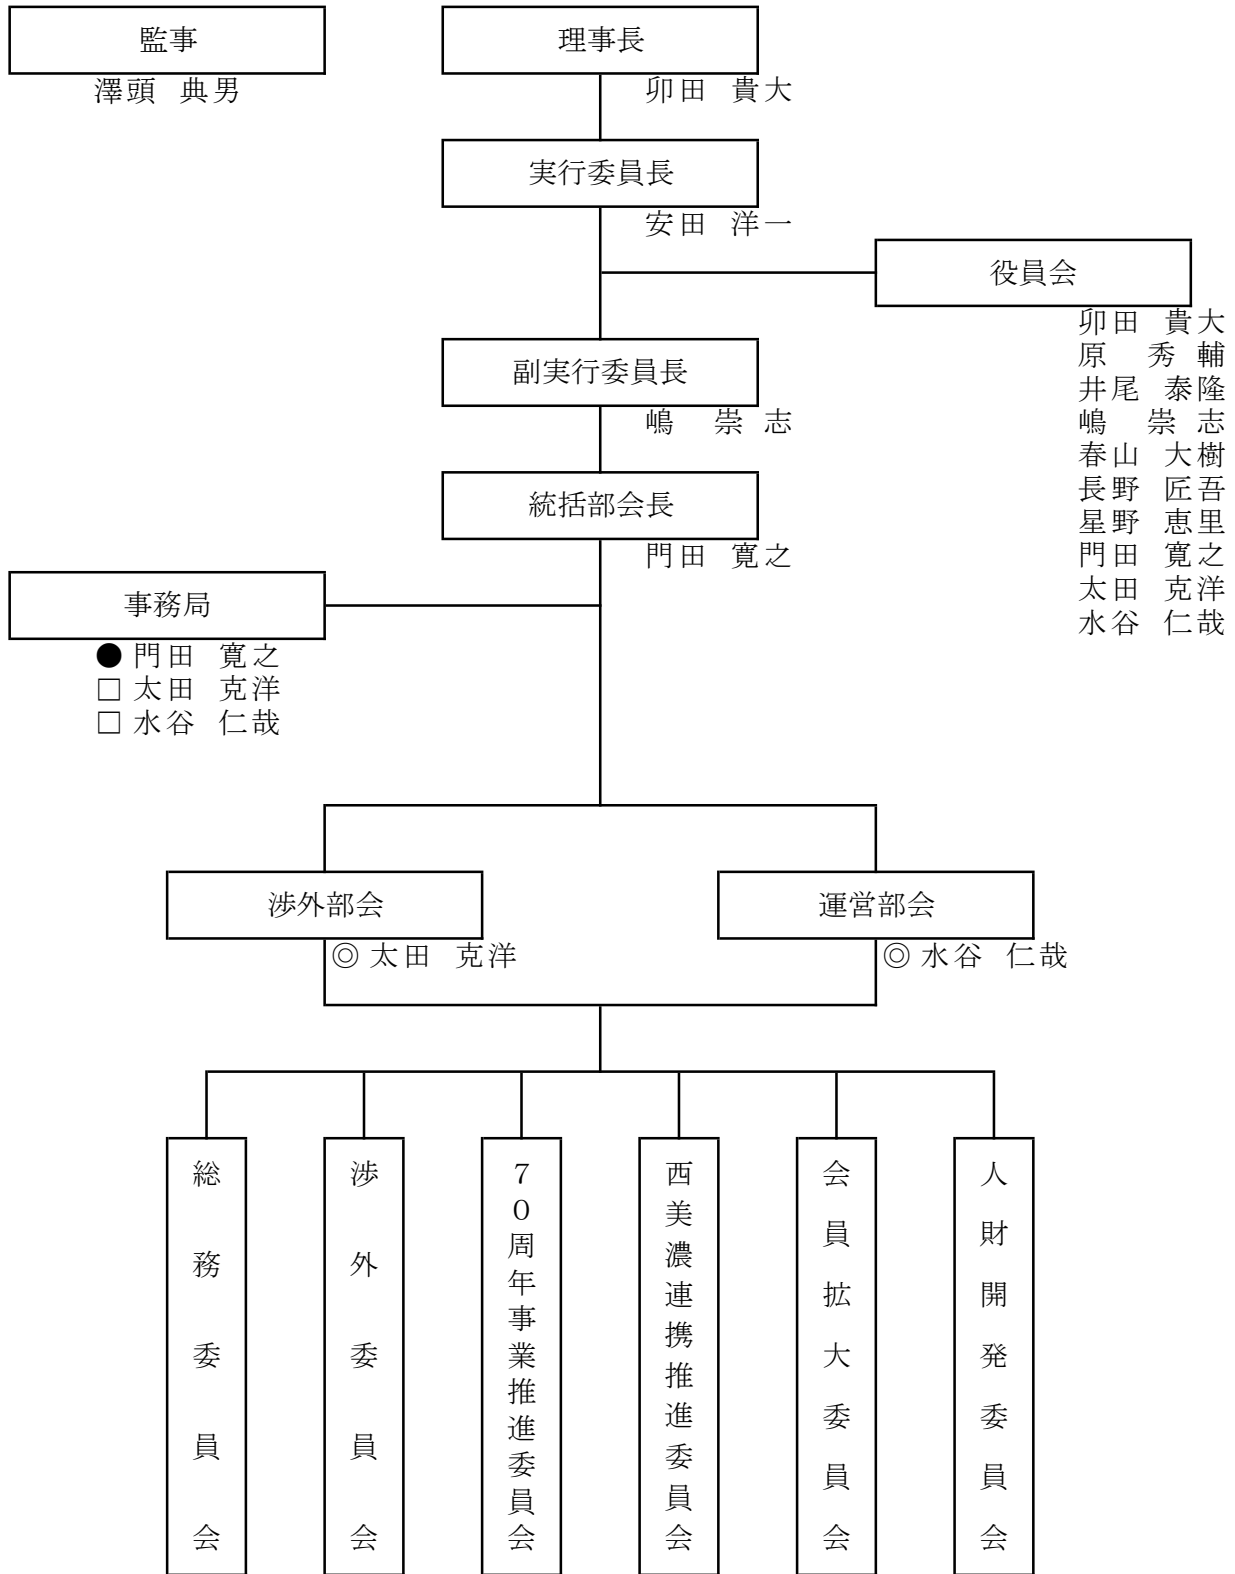 監事
澤頭 典男
理事長
卯田 貴大
実行委員長
安田 洋一
役員会
卯田 貴大
原 秀輔
井尾 泰隆
嶋 崇志
春山 大樹
長野 匠吾
星野 恵里
門田 寛之
太田 克洋
水谷 仁哉
副実行委員長
嶋 崇志
統括部会長
門田 寛之
事務局
● 門田 寛之
□ 太田 克洋
□ 水谷 仁哉
渉外部会
◎ 太田 克洋
運営部会
◎ 水谷 仁哉
総務委員会
渉外委員会
70周年事業推進委員会
西美濃連携推進委員会
会員拡大委員会
人財開発委員会